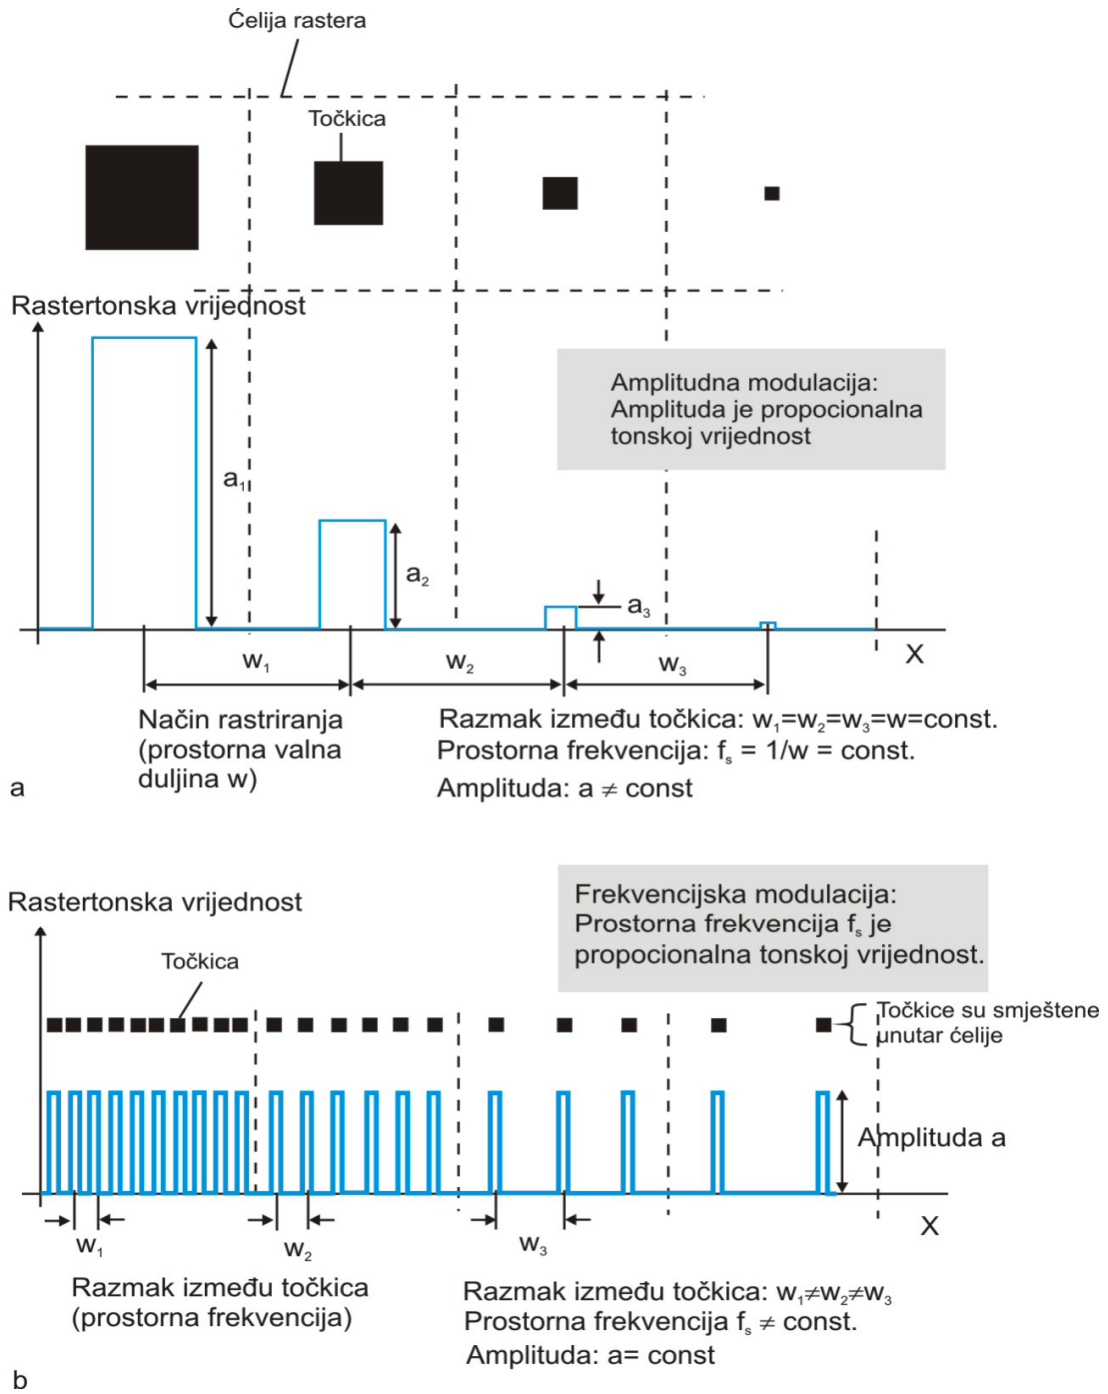 Ćelija rastera
Točkica
Rastertonska vrijednost
Amplitudna modulacija:
Amplituda je propocionalna
tonskoj vrijednost
a₁
a₂
a₃
X
w₁
w₂
w₃
Način rastriranja
(prostorna valna
duljina w)
Razmak između točkica: w₁=w₂=w₃=w=const.
Prostorna frekvencija: fₛ = 1/w = const.
Amplituda: a ≠ const
a
Frekvencijska modulacija:
Prostorna frekvencija fₛ je
propocionalna tonskoj vrijednost.
Rastertonska vrijednost
Točkica
Točkice su smještene
unutar ćelije
Amplituda a
X
w₁
w₂
w₃
Razmak između točkica
(prostorna frekvencija)
Razmak između točkica: w₁≠w₂≠w₃
Prostorna frekvencija fₛ ≠ const.
Amplituda: a= const
b